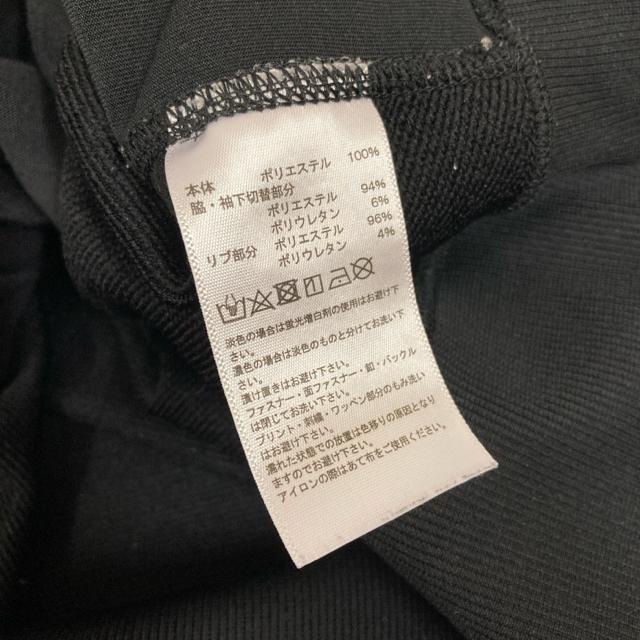 本体 ポリエステル 100%
脇・袖下切替部分
ポリエステル 94%
ポリウレタン 6%
リブ部分 ポリエステル 96%
ポリウレタン 4%
淡色の場合は蛍光増白剤の使用はお避け下
さい。
濃色の場合は淡色のものと分けてお洗い下
さい。
漬け置きはお避け下さい。
ファスナー・面ファスナー・釦・バックル
は閉じてお洗い下さい。
プリント・刺繍・ワッペン部分のもみ洗い
はお避け下さい。
濡れた状態での放置は色移りの原因となり
ますのでお避け下さい。
アイロンの際はあて布をご使用ください。